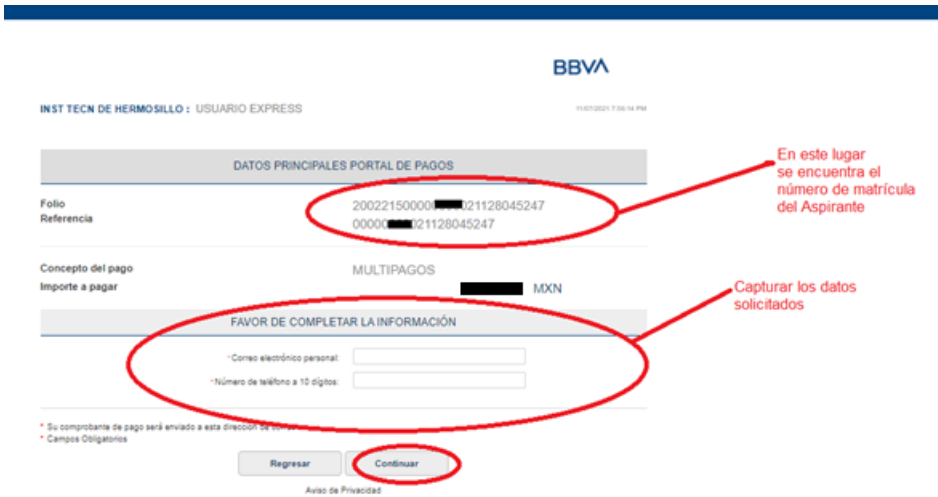 BBVA
INST TECN DE HERMOSILLO : USUARIO EXPRESS
11/07/2021 7:56:14 PM
DATOS PRINCIPALES PORTAL DE PAGOS
En este lugar
se encuentra el
número de matrícula
del Aspirante
Folio
200221500000 021128045247
Referencia
00000 021128045247
Concepto del pago
MULTIPAGOS
Importe a pagar
MXN
Capturar los datos
solicitados
FAVOR DE COMPLETAR LA INFORMACIÓN
*Correo electrónico personal:
*Número de teléfono a 10 dígitos:
* Su comprobante de pago será enviado a esta dirección de
* Campos Obligatorios
Regresar
Continuar
Aviso de Privacidad